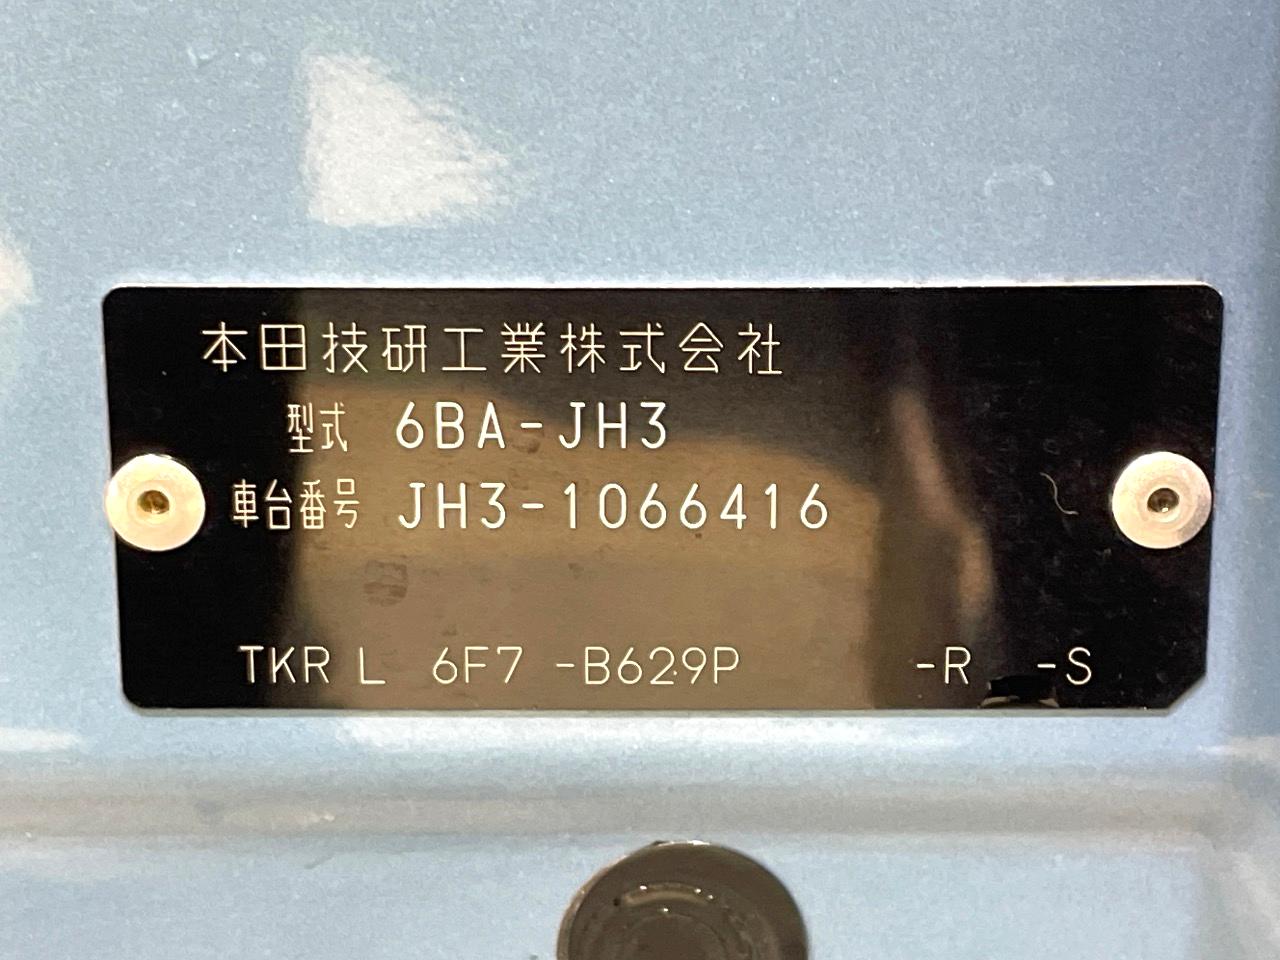 本田技研工業株式会社
型式 6BA-JH3
車台番号 JH3-1066416
TKR L 6F7 -B629P -R -S